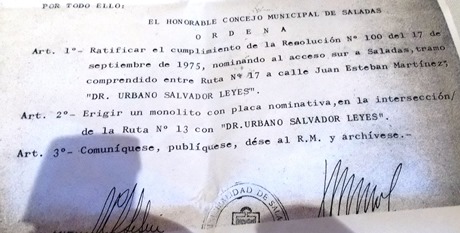 POR TODO ELLO:
EL HONORABLE CONCEJO MUNICIPAL DE SALADAS
O R D E N A
Art. 1º- Ratificar el cumplimiento de la Resolución Nº 100 del 17 de
septiembre de 1975, nominando al acceso sur a Saladas, tramo
comprendido entre Ruta Nº 17 a calle Juan Esteban Martínez;
"DR. URBANO SALVADOR LEYES".
Art. 2º- Erigir un monolito con placa nominativa, en la intersección/
de la Ruta Nº 13 con "DR.URBANO SALVADOR LEYES".
Art. 3º- Comuníquese, publíquese, dése al R.M. y archívese.-